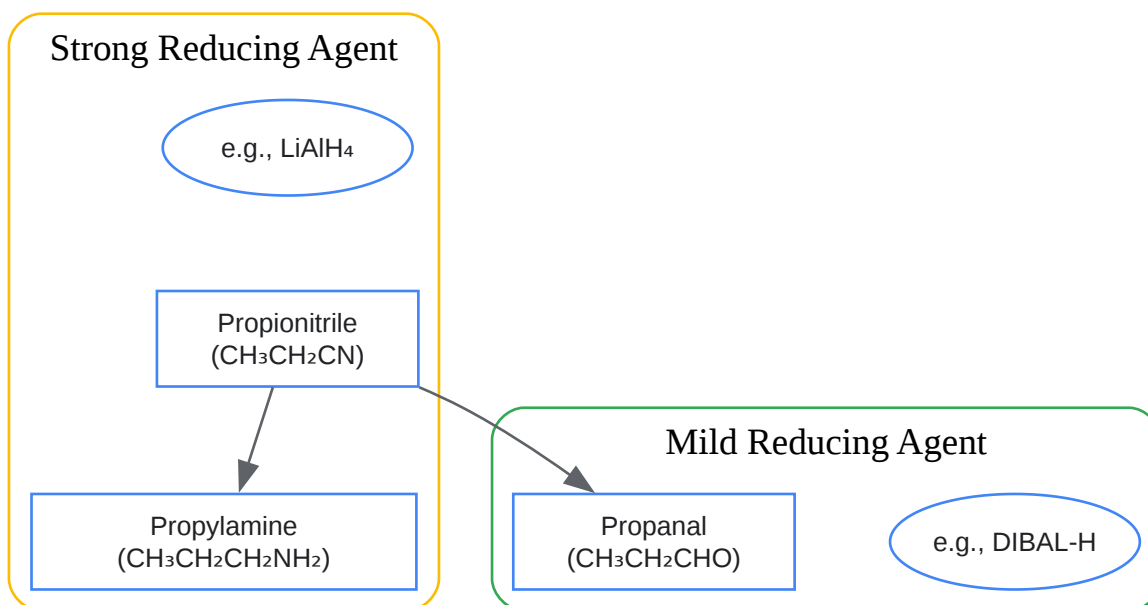 Strong Reducing Agent
e.g., LiAlH₄
Propionitrile
(CH₃CH₂CN)
Mild Reducing Agent
Propylamine
(CH₃CH₂CH₂NH₂)
Propanal
(CH₃CH₂CHO)
e.g., DIBAL-H